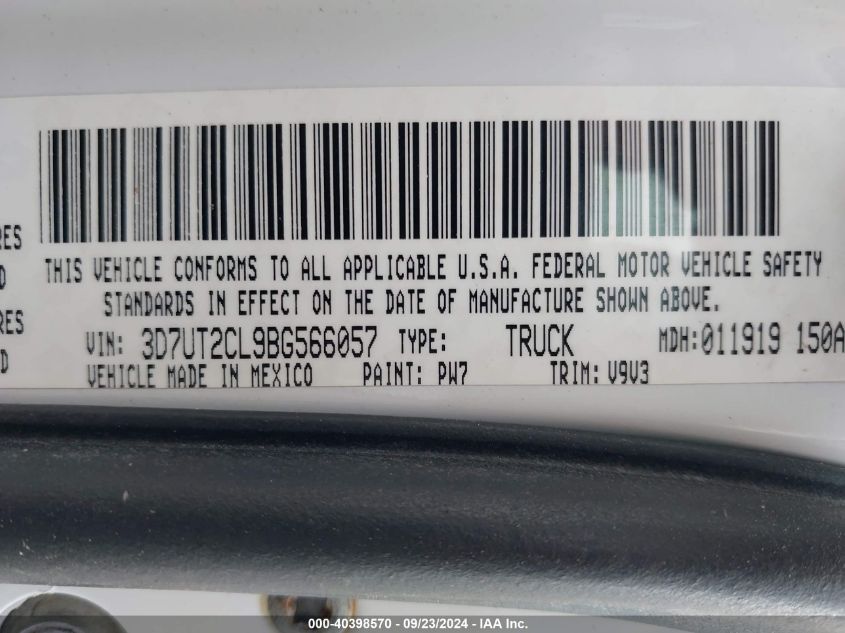 RES
D
RES
D
THIS VEHICLE CONFORMS TO ALL APPLICABLE U.S.A. FEDERAL MOTOR VEHICLE SAFETY
STANDARDS IN EFFECT ON THE DATE OF MANUFACTURE SHOWN ABOVE.
VIN: 3D7UT2CL9BG566057 TYPE: TRUCK MDH:011919 150A
VEHICLE MADE IN MEXICO PAINT: PW7 TRIM: V9V3
000-40398570 - 09/23/2024 - IAA Inc.